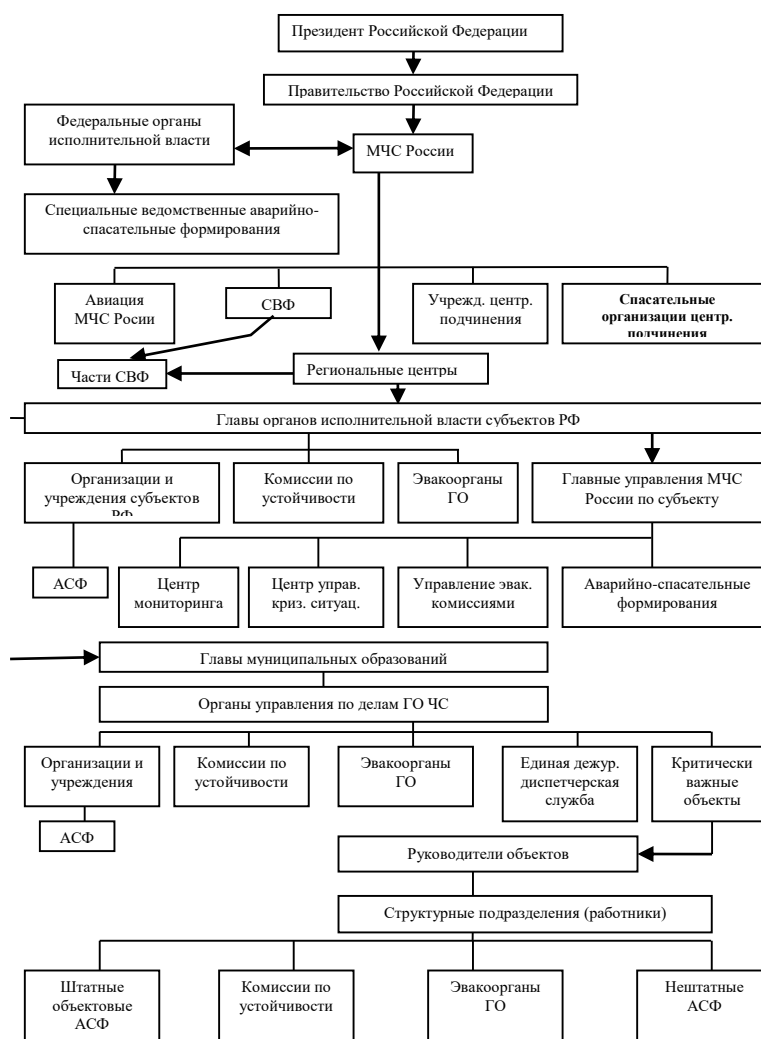 Президент Российской Федерации
Правительство Российской Федерации
Федеральные органы
исполнительной власти
МЧС России
Специальные ведомственные аварийно-
спасательные формирования
Авиация
МЧС Росии
СВФ
Учрежд. центр.
подчинения
Спасательные
организации центр.
подчинения
Части СВФ
Региональные центры
Главы органов исполнительной власти субъектов РФ
Организации и
учреждения субъектов
РФ
Комиссии по
устойчивости
Эвакоорганы
ГО
Главные управления МЧС
России по субъекту
АСФ
Центр
мониторинга
Центр управ.
криз. ситуац.
Управление эвак.
комиссиями
Аварийно-спасательные
формирования
Главы муниципальных образований
Органы управления по делам ГО ЧС
Организации и
учреждения
Комиссии по
устойчивости
Эвакоорганы
ГО
Единая дежур.
диспетчерская
служба
Критически
важные
объекты
АСФ
Руководители объектов
Структурные подразделения (работники)
Штатные
объектовые
АСФ
Комиссии по
устойчивости
Эвакоорганы
ГО
Нештатные
АСФ